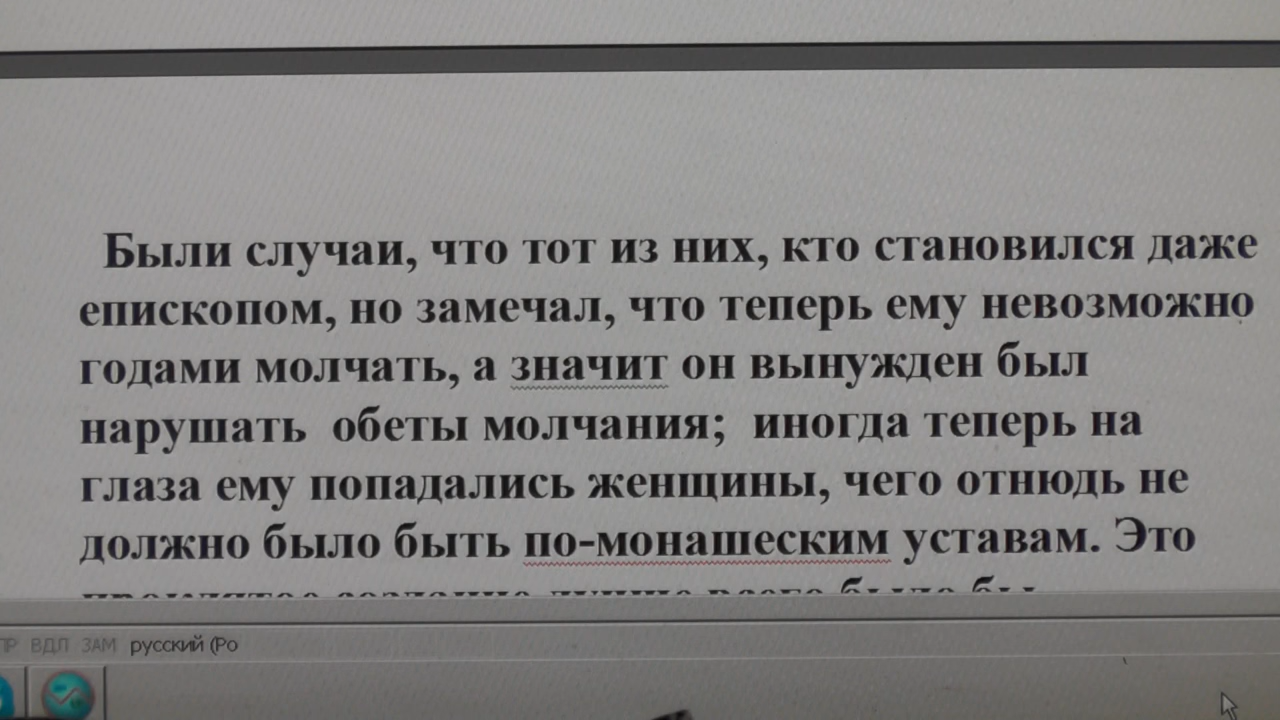 Были случаи, что тот из них, кто становился даже
епископом, но замечал, что теперь ему невозможно
годами молчать, а значит он вынужден был
нарушать  обеты молчания;  иногда теперь на
глаза ему попадались женщины, чего отнюдь не
должно было быть по-монашеским уставам. Это
ВДЛ ЗАМ русский (Ро